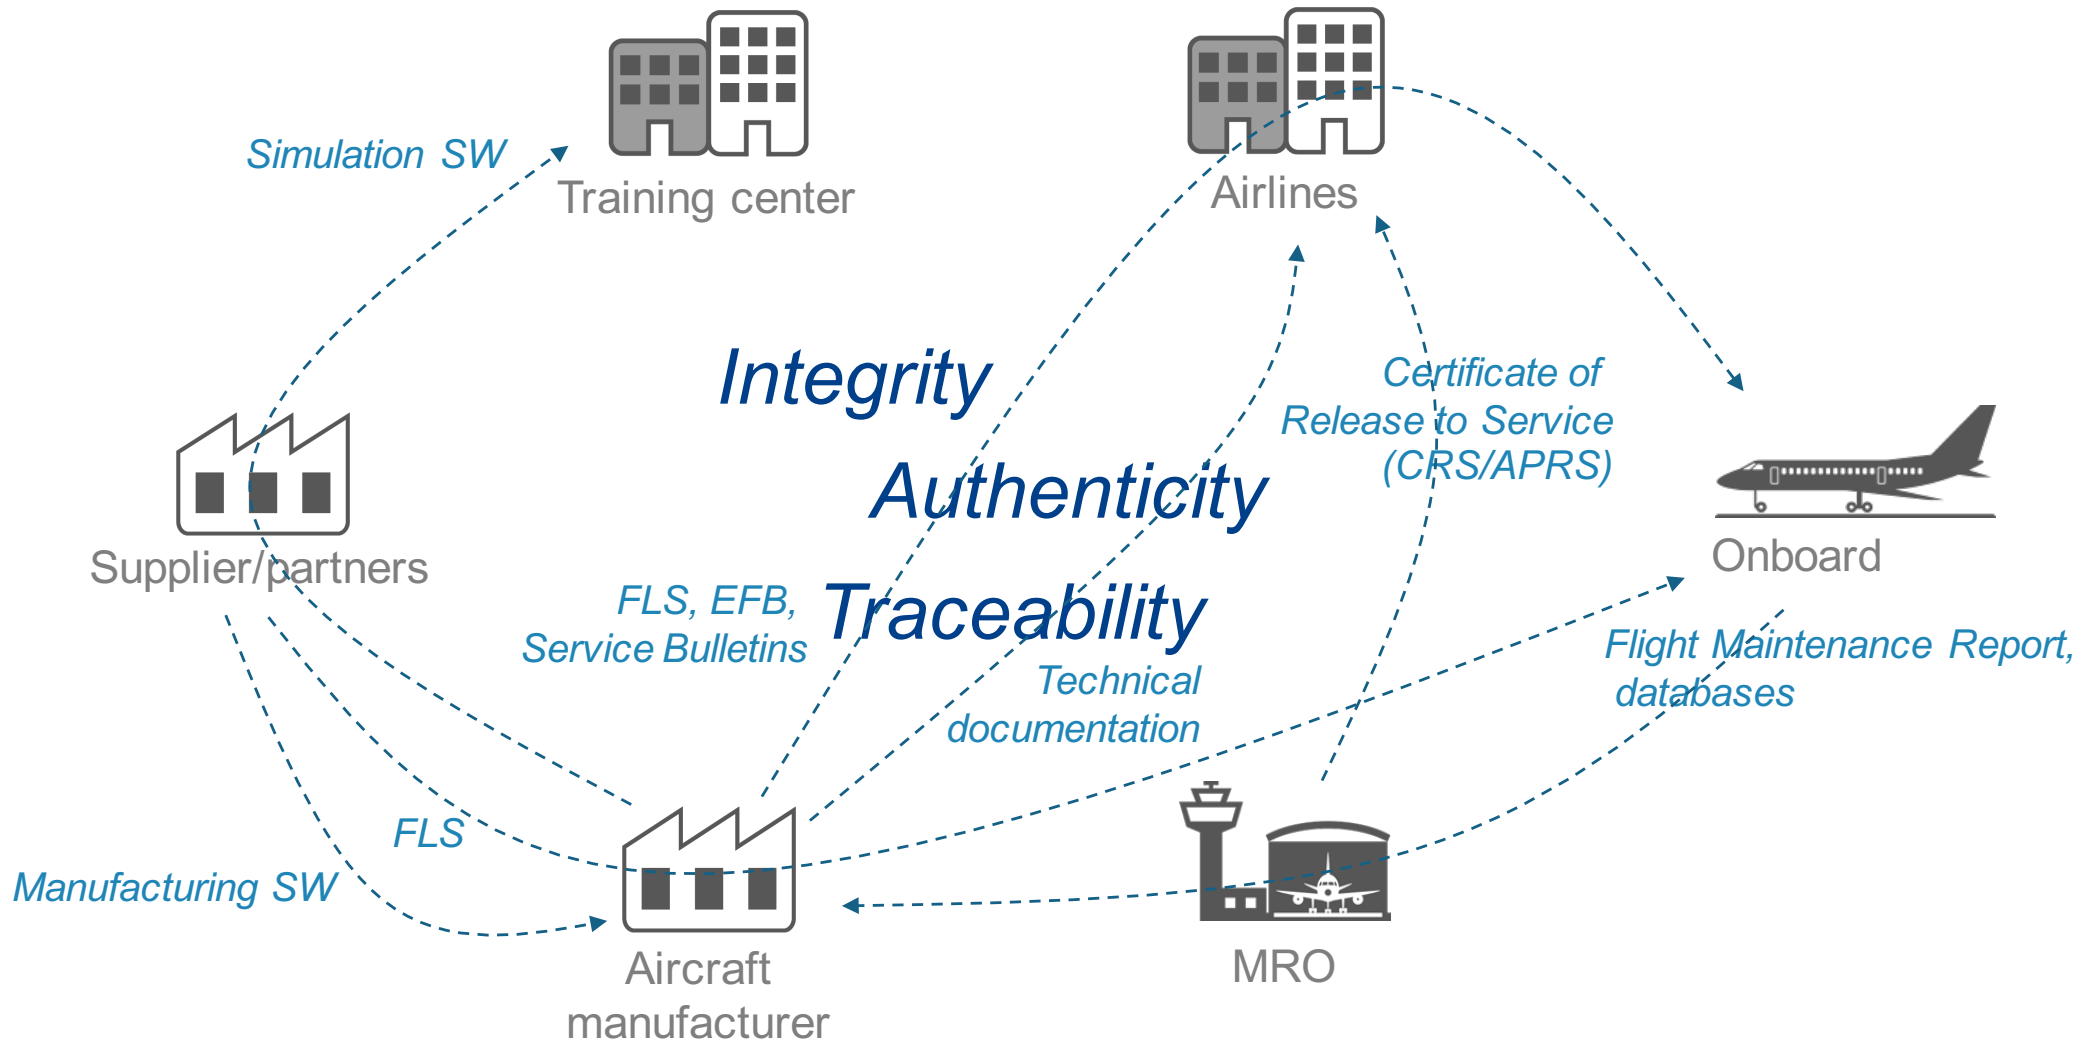 Simulation SW
Training center
Airlines
Integrity
Certificate of
Release to Service
(CRS/APRS)
Authenticity
Supplier/partners
Onboard
FLS, EFB,
Service Bulletins
Traceability
Technical
documentation
Flight Maintenance Report,
databases
FLS
Manufacturing SW
Aircraft
manufacturer
MRO